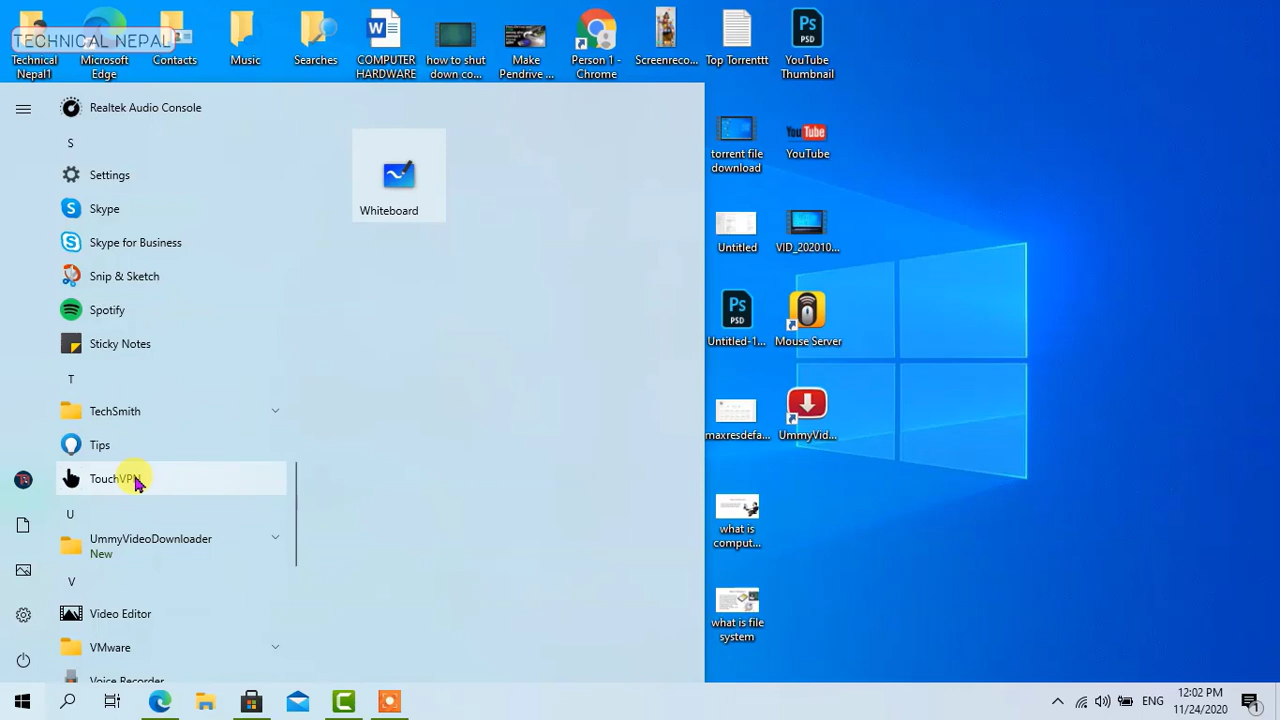 TECHNICAL NEPAL
Technical
Nepal1
Microsoft
Edge
Contacts
Music
Searches
COMPUTER
HARDWARE
how to shut
down co...
Make
Pendrive ...
Person 1 -
Chrome
Screenreco...
Top Torrenttt
YouTube
Thumbnail
Realtek Audio Console
S
Settings
Skype
Skype for Business
Snip & Sketch
Spotify
Sticky Notes
T
TechSmith
Tips
TouchVPN
U
UmmyVideoDownloader
New
V
Video Editor
VMware
Voice Recorder
Whiteboard
torrent file
download
YouTube
Untitled
VID_202010...
Untitled-1...
Mouse Server
maxresdefa...
UmmyVid...
what is
comput...
what is file
system
ENG
12:02 PM
11/24/2020
1